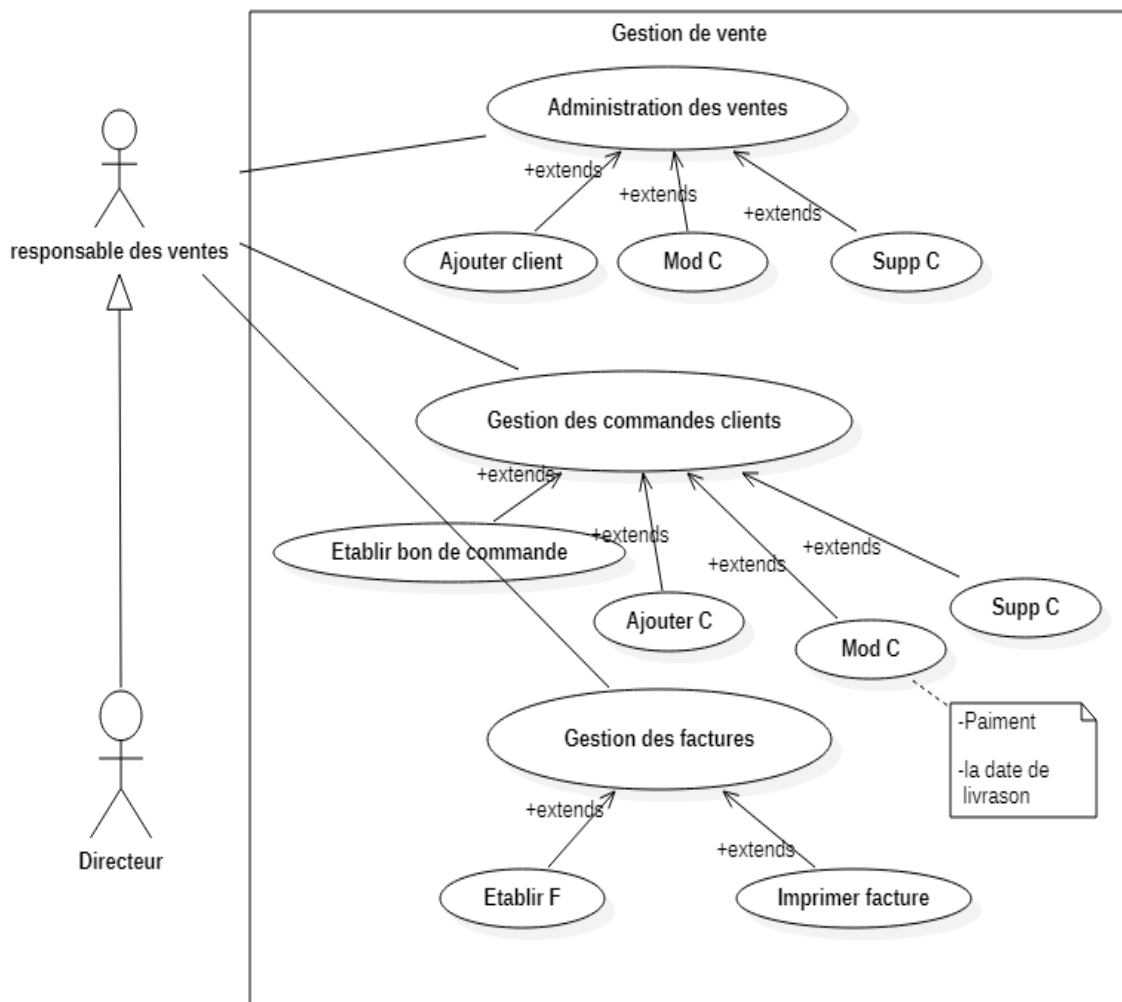 Gestion de vente
Administration des ventes
+extends
+extends
+extends
responsable des ventes
Ajouter client
Mod C
Supp C
Gestion des commandes clients
+extends
+extends
+extends
+extends
Etablir bon de commande
Ajouter C
Mod C
Supp C
-Paiment
-la date de
livrason
Gestion des factures
+extends
+extends
Directeur
Etablir F
Imprimer facture